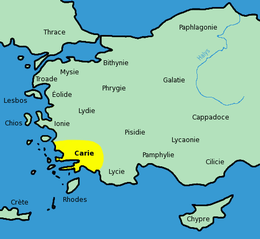 Paphlagonie
Thrace
Halys
Bithynie
Mysie
Troade
Galatie
Phrygie
Éolide
Lesbos
Lydie
Cappadoce
Chios
Ionie
Pisidie
Lycaonie
Carie
Pamphylie
Cilicie
Lycie
Crète
Rhodes
Chypre